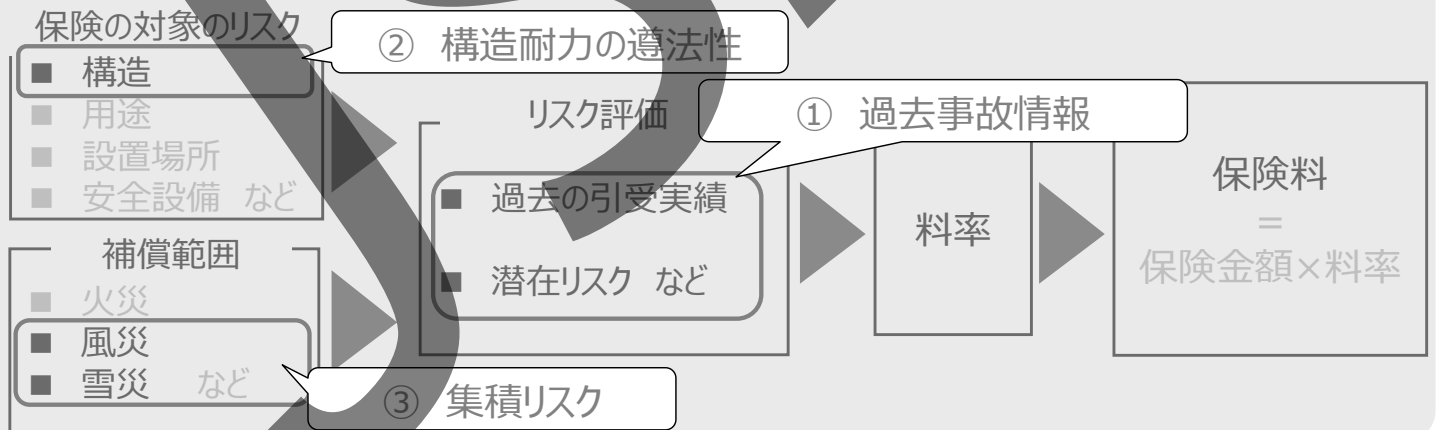 保険の対象のリスク
② 構造耐力の遵法性
■ 構造
■ 用途
■ 設置場所
■ 安全設備 など
補償範囲
■ 火災
■ 風災
■ 雪災 など
③ 集積リスク
リスク評価
① 過去事故情報
■ 過去の引受実績
■ 潜在リスク など
料率
保険料
＝
保険金額×料率